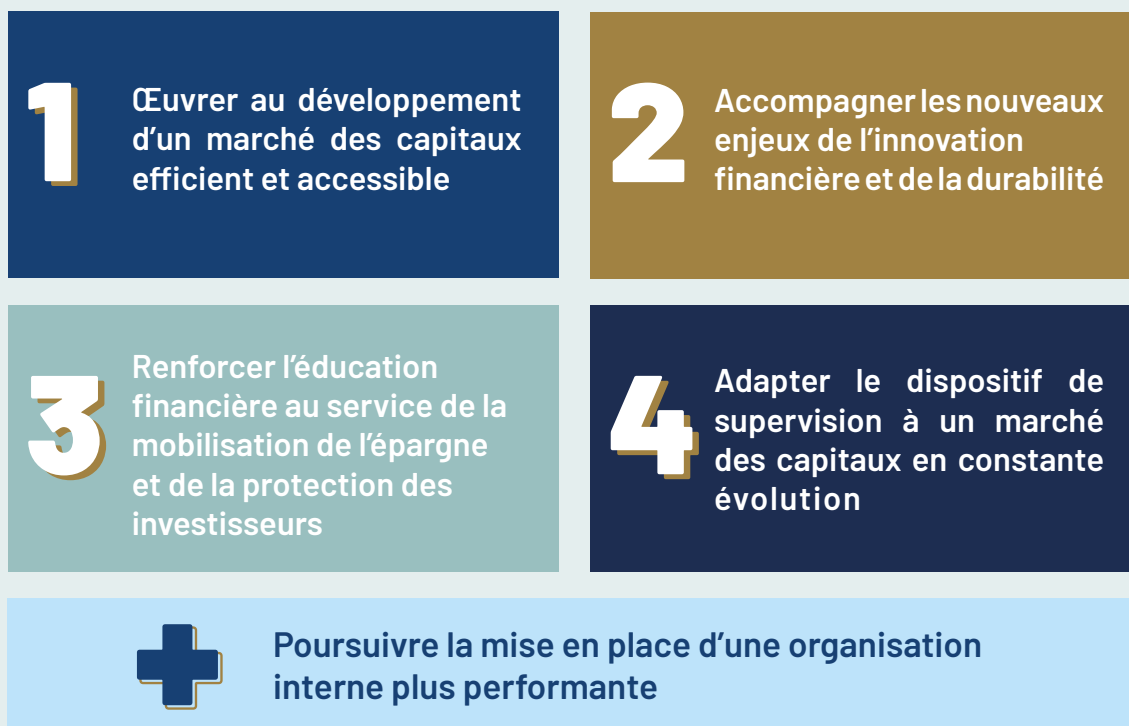 1
Œuvrer au développement
d'un marché des capitaux
efficient et accessible
2
Accompagner les nouveaux
enjeux de l'innovation
financière et de la durabilité
3
Renforcer l'éducation
financière au service de la
mobilisation de l'épargne
et de la protection des
investisseurs
4
Adapter le dispositif de
supervision à un marché
des capitaux en constante
évolution
Poursuivre la mise en place d'une organisation
interne plus performante